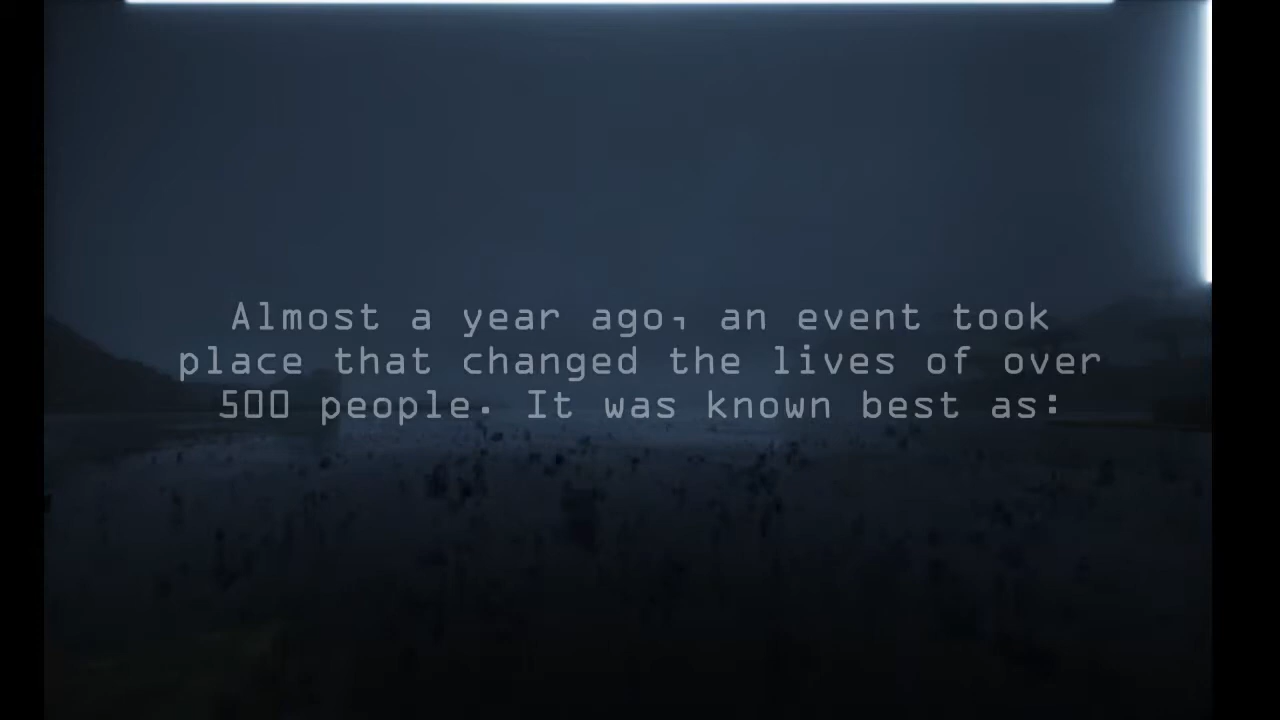 Almost a year ago, an event took
place that changed the lives of over
500 people. It was known best as: